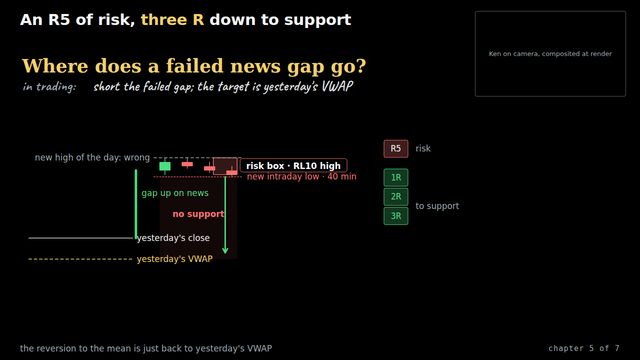 An R5 of risk, three R down to support
Ken on camera, composited at render
Where does a failed news gap go?
in trading: short the failed gap; the target is yesterday's VWAP
new high of the day: wrong
risk box · RL10 high
new intraday low · 40 min
gap up on news
no support
yesterday's close
yesterday's VWAP
R5 risk
1R
2R
3R
to support
the reversion to the mean is just back to yesterday's VWAP
chapter 5 of 7